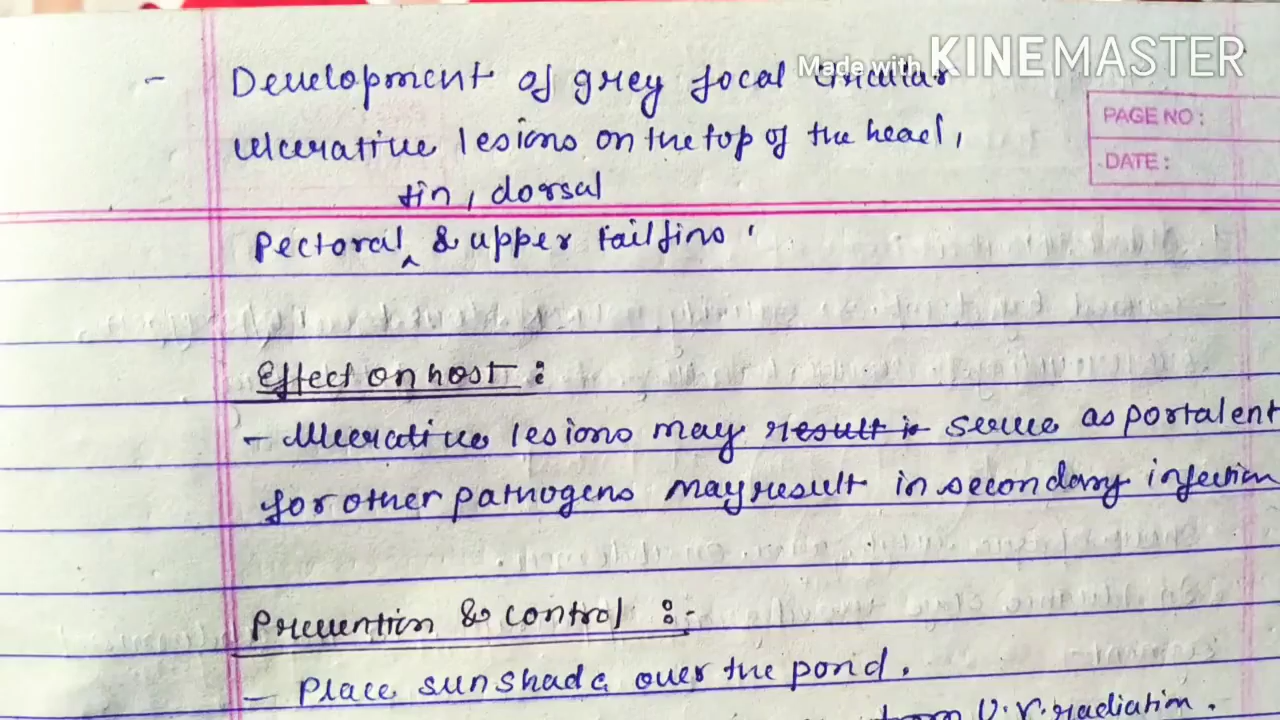 Made with KINEMASTER
PAGE NO :
DATE :
- Development of grey focal circular
ulcerative lesions on the top of the head,
fin, dorsal
Pectoral ^ & upper tail fins.
Effect on host :
- Ulcerative lesions may result in serve as portal ent
for other pathogens may result in secondary infection
Prevention & control :-
- Place sunshade over the pond.
from U.V. radiation.